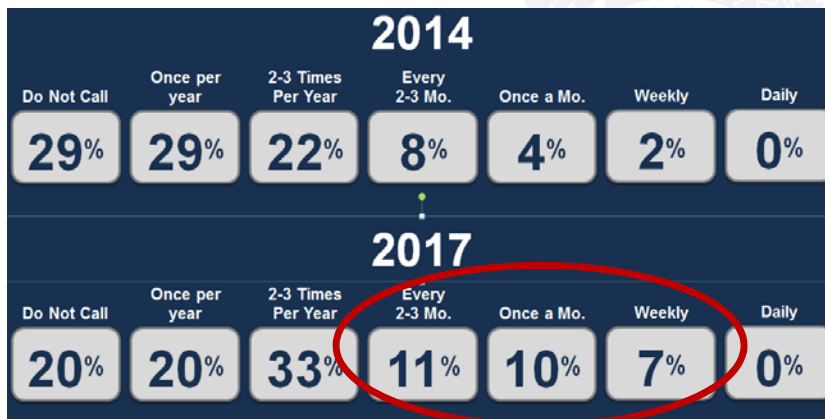 2014
Do Not Call
Once per
year
2-3 Times
Per Year
Every
2-3 Mo.
Once a Mo.
Weekly
Daily
29%
29%
22%
8%
4%
2%
0%
2017
Do Not Call
Once per
year
2-3 Times
Per Year
Every
2-3 Mo.
Once a Mo.
Weekly
Daily
20%
20%
33%
11%
10%
7%
0%